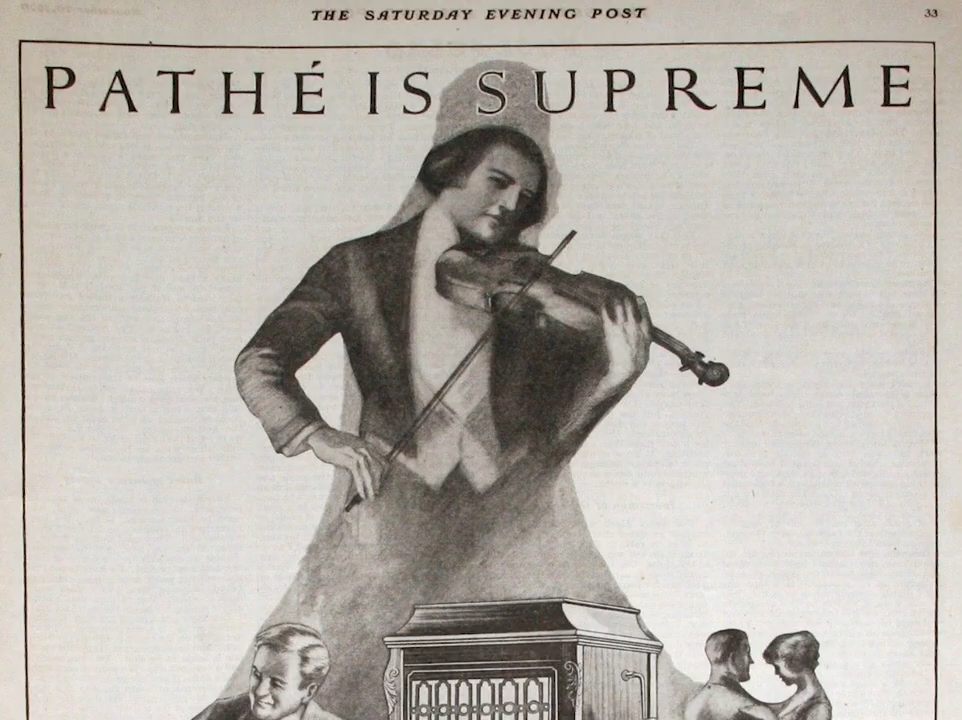 THE SATURDAY EVENING POST
33
PATHÉ IS SUPREME